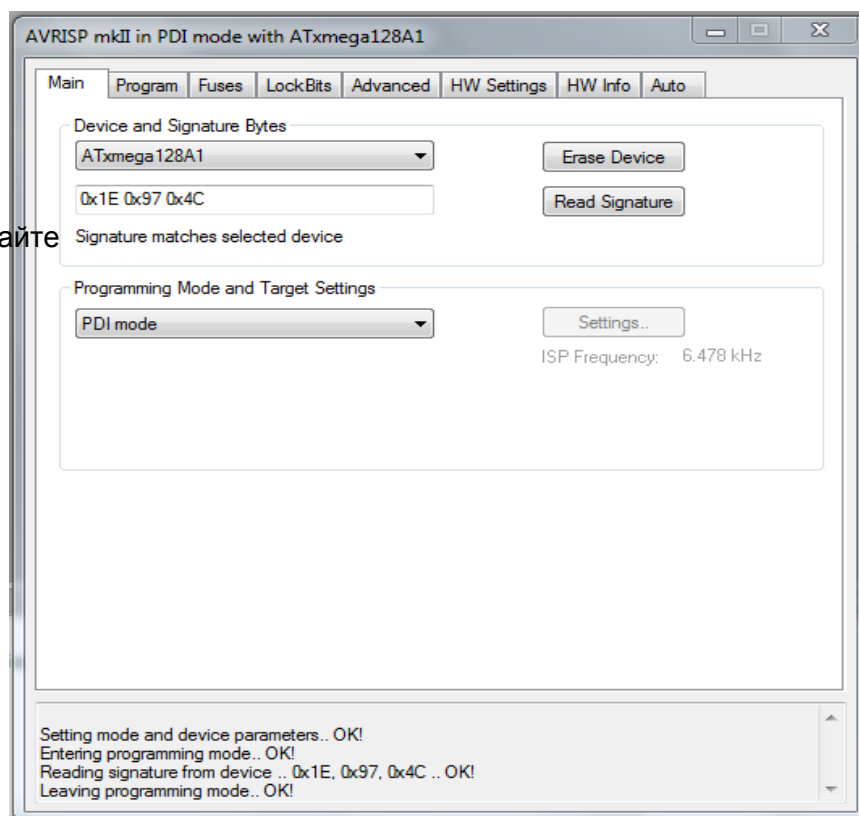 AVRISP mkII in PDI mode with ATxmega128A1
Main Program Fuses LockBits Advanced HW Settings HW Info Auto
Device and Signature Bytes
ATxmega128A1 Erase Device
0x1E 0x97 0x4C Read Signature
айте Signature matches selected device
Programming Mode and Target Settings
PDI mode Settings..
ISP Frequency: 6.478 kHz
Setting mode and device parameters.. OK!
Entering programming mode.. OK!
Reading signature from device .. 0x1E, 0x97, 0x4C .. OK!
Leaving programming mode.. OK!